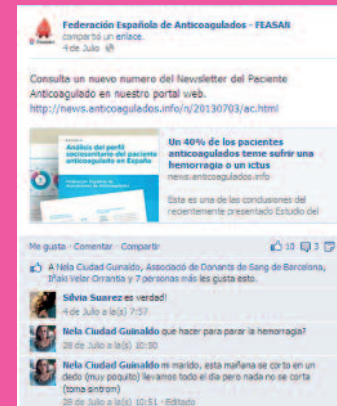 Federación Española de Anticoagulados - FEASAN
compartió un enlace.
4 de Julio
Consulta un nuevo numero del Newsletter del Paciente
Anticoagulado en nuestro portal web.
http://news.anticoagulados.info/n/20130703/ac.html
Análisis del perfil
sociosanitario del paciente
anticoagulado en España
Un 40% de los pacientes
anticoagulados teme sufrir una
hemorragia o un ictus
news.anticoagulados.info
Esta es una de las conclusiones del
recientemente presentado Estudio del
Me gusta · Comentar · Compartir
10 3
A Nela Ciudad Guinaldo, Associació de Donants de Sang de Barcelona,
Iñaki Velar Orrantia y 7 personas más les gusta esto.
Silvia Suarez es verdad!
4 de Julio a la(s) 7:57
Nela Ciudad Guinaldo que hacer para parar la hemorragia?
28 de Julio a la(s) 10:50
Nela Ciudad Guinaldo mi marido, esta mañana se corto en un
dedo (muy poquito) llevamos todo el dia pero nada no se corta
(toma sintrom)
28 de Julio a la(s) 10:51 · Editado